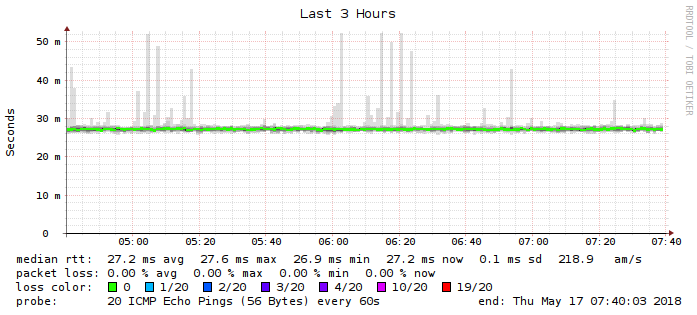 Last 3 Hours
RRDTOOL / TOBI OETIKER
Seconds
50 m
40 m
30 m
20 m
10 m
0
05:00 05:20 05:40 06:00 06:20 06:40 07:00 07:20 07:40
median rtt: 27.2 ms avg 27.6 ms max 26.9 ms min 27.2 ms now 0.1 ms sd 218.9 am/s
packet loss: 0.00 % avg 0.00 % max 0.00 % min 0.00 % now
loss color: 0 1/20 2/20 3/20 4/20 10/20 19/20
probe: 20 ICMP Echo Pings (56 Bytes) every 60s end: Thu May 17 07:40:03 2018